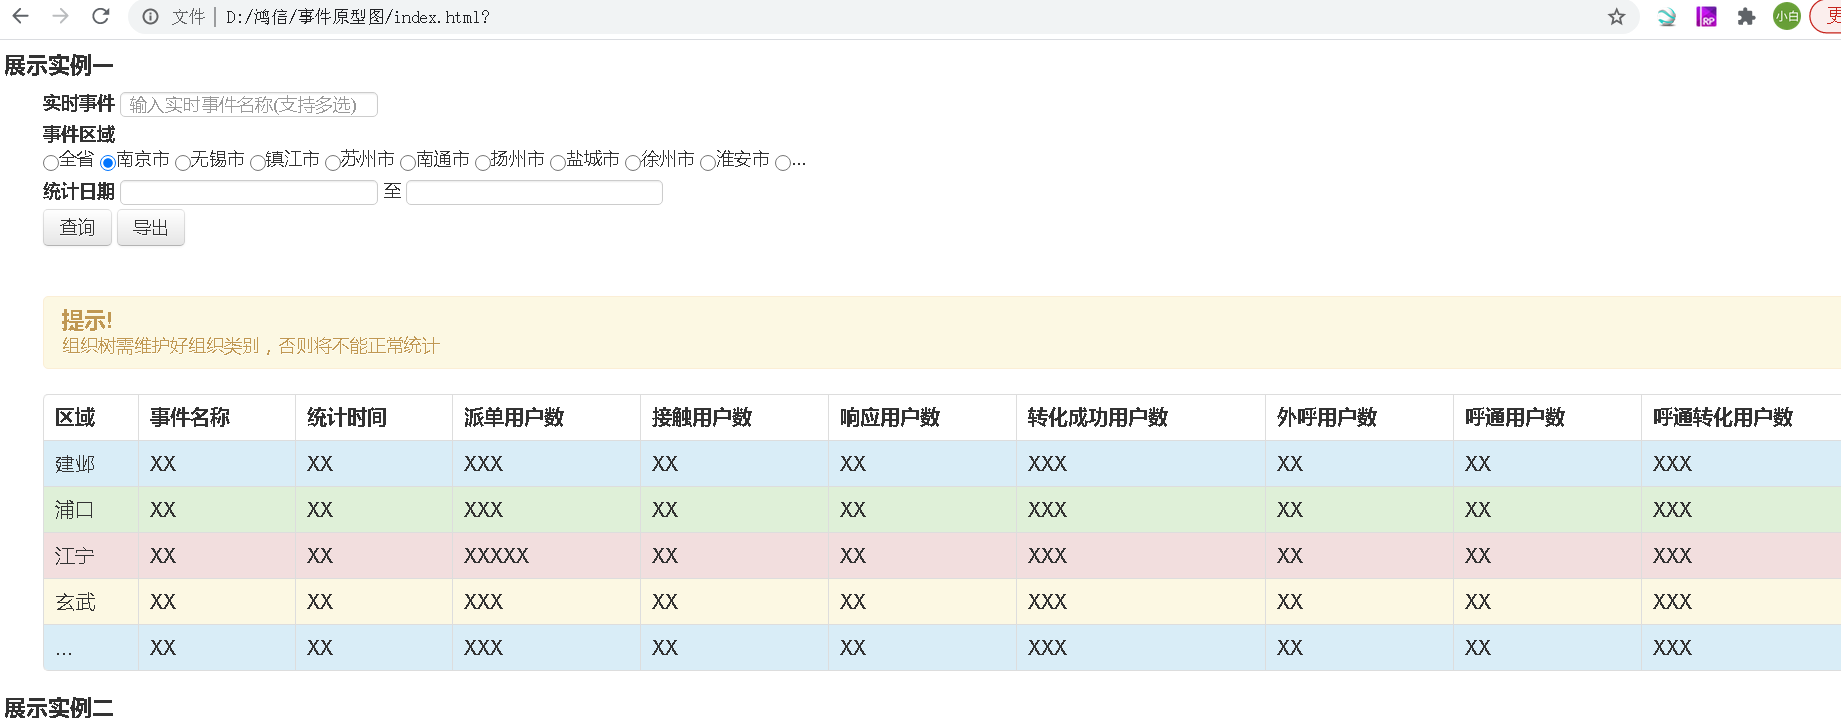 文件 | D:/鸿信/事件原型图/index.html?
小白
RP
展示实例一
实时事件 输入实时事件名称(支持多选)
事件区域
全省 南京市 无锡市 镇江市 苏州市 南通市 扬州市 盐城市 徐州市 淮安市 ...
统计日期 至
查询 导出
提示!
组织树需维护好组织类别，否则将不能正常统计
区域 事件名称 统计时间 派单用户数 接触用户数 响应用户数 转化成功用户数 外呼用户数 呼通用户数 呼通转化用户数
建邺 XX XX XXX XX XX XXX XX XX XXX
浦口 XX XX XXX XX XX XXX XX XX XXX
江宁 XX XX XXXXX XX XX XXX XX XX XXX
玄武 XX XX XXX XX XX XXX XX XX XXX
... XX XX XXX XX XX XXX XX XX XXX
展示实例二